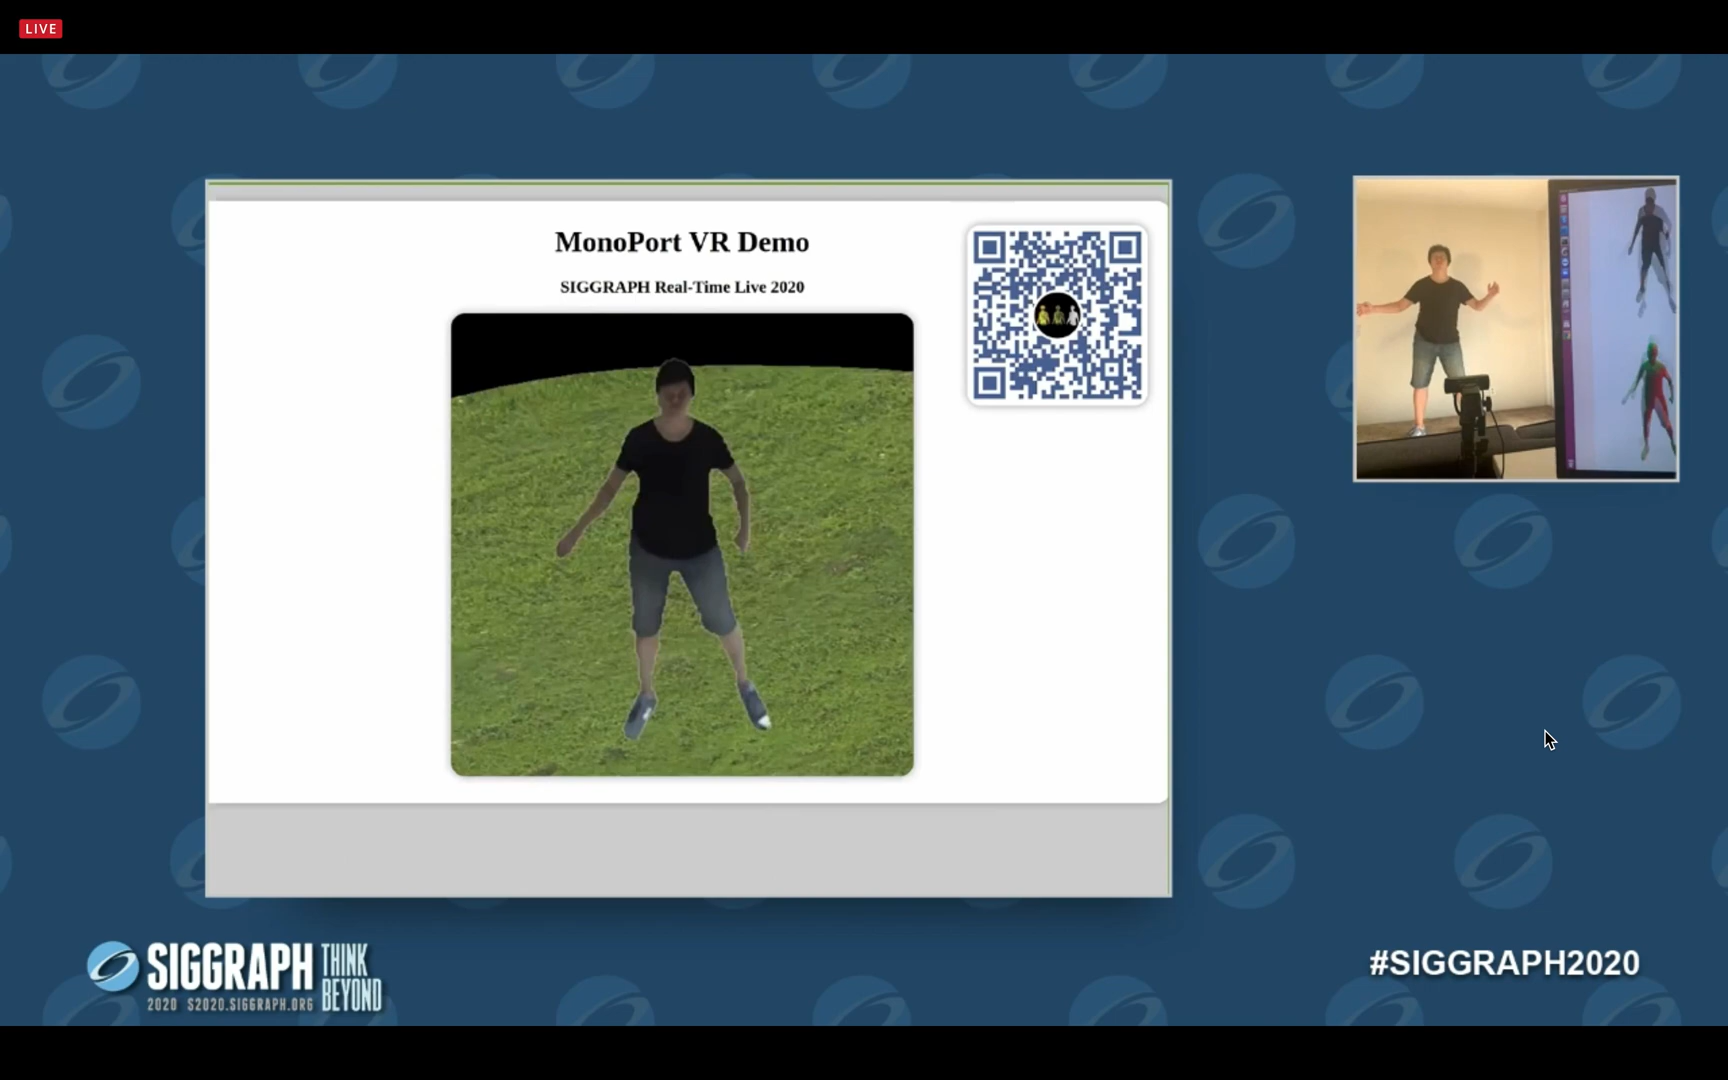 LIVE
MonoPort VR Demo
SIGGRAPH Real-Time Live 2020
SIGGRAPH THINK BEYOND
2020 S2020.SIGGRAPH.ORG
#SIGGRAPH2020